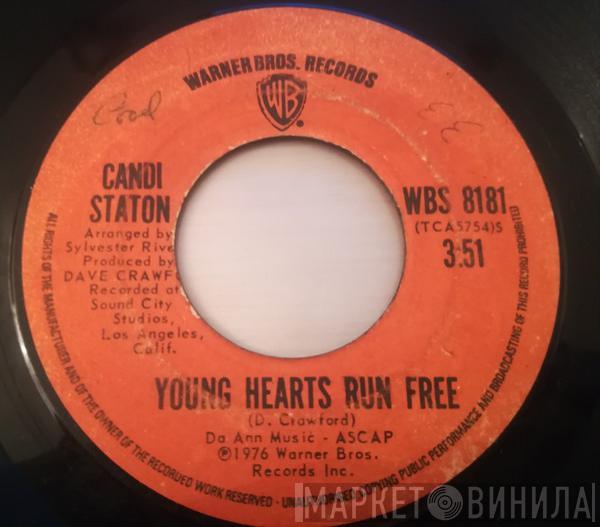 WARNER BROS. RECORDS
WB
CANDI
STATON
Arranged by
Sylvester Rive
Produced by
DAVE CRAWF
Recorded at
Sound City
Studios,
Los Angeles,
Calif.
WBS 8181
(TCA5754)S
3:51
YOUNG HEARTS RUN FREE
(D. Crawford)
Da Ann Music - ASCAP
℗1976 Warner Bros.
Records Inc.
ALL RIGHTS OF THE MANUFACTURER AND OF THE OWNER OF THE RECORDED WORK RESERVED - UNAUTHORISED COPYING PUBLIC PERFORMANCE AND BROADCASTING OF THIS RECORD PROHIBITED
МАРКЕТ ВИНИЛА